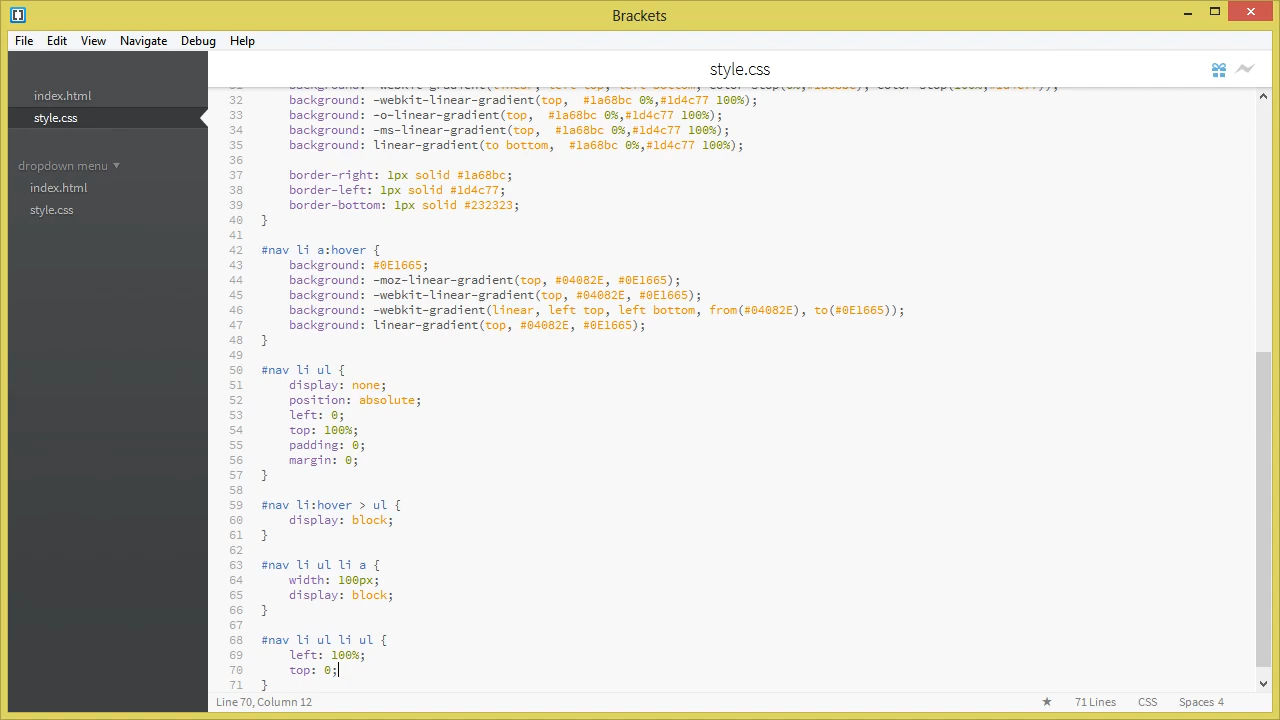 Brackets
File Edit View Navigate Debug Help
index.html
style.css
dropdown menu
index.html
style.css
style.css
32 background: -webkit-linear-gradient(top, #1a68bc 0%,#1d4c77 100%);
33 background: -o-linear-gradient(top, #1a68bc 0%,#1d4c77 100%);
34 background: -ms-linear-gradient(top, #1a68bc 0%,#1d4c77 100%);
35 background: linear-gradient(to bottom, #1a68bc 0%,#1d4c77 100%);
36
37 border-right: 1px solid #1a68bc;
38 border-left: 1px solid #1d4c77;
39 border-bottom: 1px solid #232323;
40 }
41
42 #nav li a:hover {
43 background: #0E1665;
44 background: -moz-linear-gradient(top, #04082E, #0E1665);
45 background: -webkit-linear-gradient(top, #04082E, #0E1665);
46 background: -webkit-gradient(linear, left top, left bottom, from(#04082E), to(#0E1665));
47 background: linear-gradient(top, #04082E, #0E1665);
48 }
49
50 #nav li ul {
51 display: none;
52 position: absolute;
53 left: 0;
54 top: 100%;
55 padding: 0;
56 margin: 0;
57 }
58
59 #nav li:hover > ul {
60 display: block;
61 }
62
63 #nav li ul li a {
64 width: 100px;
65 display: block;
66 }
67
68 #nav li ul li ul {
69 left: 100%;
70 top: 0;
71 }
Line 70, Column 12
71 Lines CSS Spaces 4